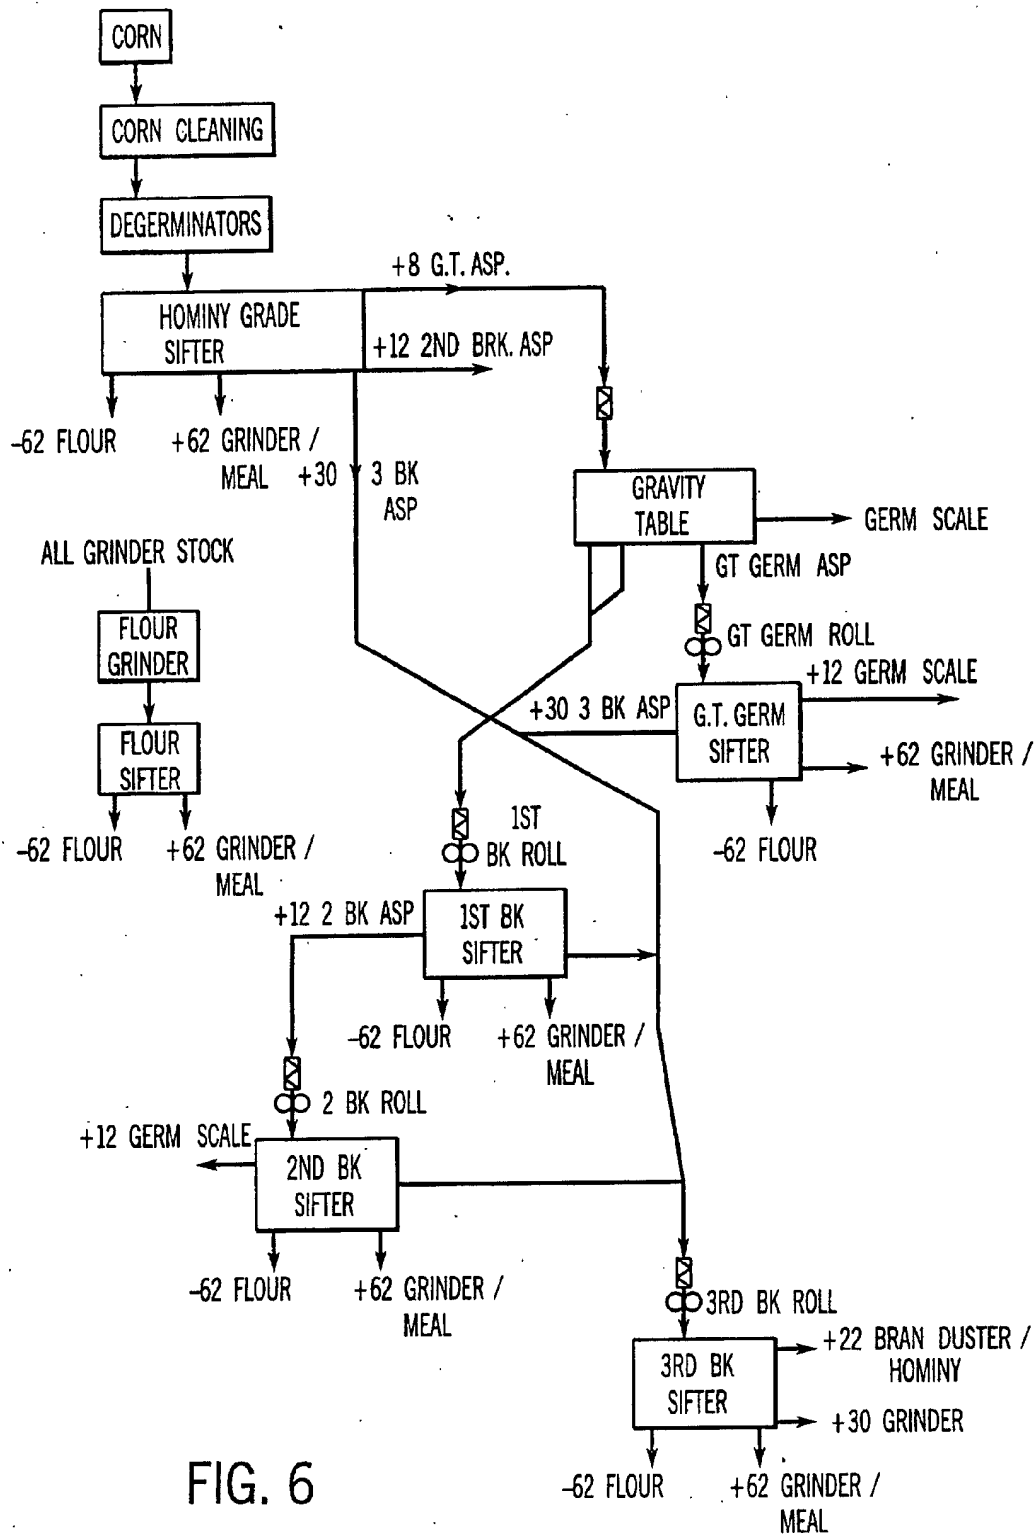 CORN
CORN CLEANING
DEGERMINATORS
+8 G.T. ASP.
HOMINY GRADE
SIFTER
+12 2ND BRK. ASP
-62 FLOUR
+62 GRINDER /
MEAL
+30 3 BK
ASP
GRAVITY
TABLE
GERM SCALE
GT GERM ASP
ALL GRINDER STOCK
FLOUR
GRINDER
GT GERM ROLL
+12 GERM SCALE
+30 3 BK ASP
G.T. GERM
SIFTER
+62 GRINDER /
MEAL
FLOUR
SIFTER
-62 FLOUR
-62 FLOUR
+62 GRINDER /
MEAL
1ST
BK ROLL
+12 2 BK ASP
1ST BK
SIFTER
-62 FLOUR
+62 GRINDER /
MEAL
2 BK ROLL
+12 GERM SCALE
2ND BK
SIFTER
-62 FLOUR
+62 GRINDER /
MEAL
3RD BK ROLL
3RD BK
SIFTER
+22 BRAN DUSTER /
HOMINY
+30 GRINDER
-62 FLOUR
+62 GRINDER /
MEAL
FIG. 6